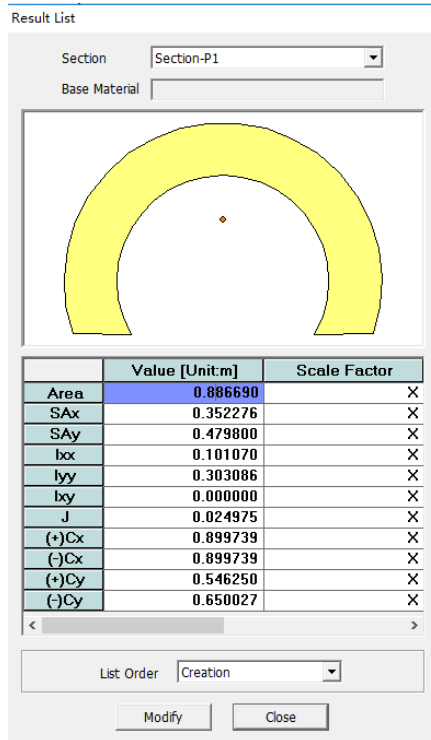 Result List
Section Section-P1
Base Material
Value [Unit:m] Scale Factor
Area 0.886690 X
SAx 0.352276 X
SAy 0.479800 X
Ixx 0.101070 X
Iyy 0.303086 X
Ixy 0.000000 X
J 0.024975 X
(+)Cx 0.899739 X
(-)Cx 0.899739 X
(+)Cy 0.546250 X
(-)Cy 0.650027 X
List Order Creation
Modify Close